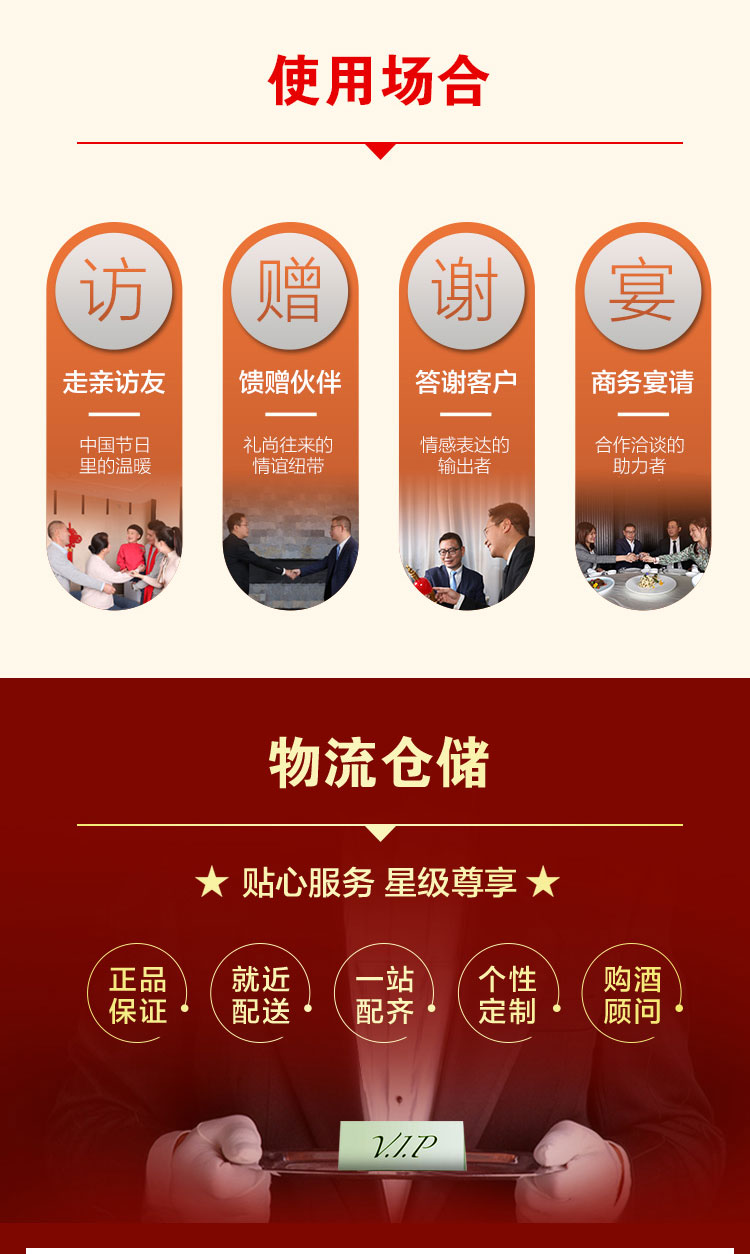 使用场合
访
走亲访友
中国节日
里的温暖
赠
馈赠伙伴
礼尚往来的
情谊纽带
谢
答谢客户
情感表达的
输出者
宴
商务宴请
合作洽谈的
助力者
物流仓储
★ 贴心服务 星级尊享 ★
正品
保证
就近
配送
一站
配齐
个性
定制
购酒
顾问
V.I.P